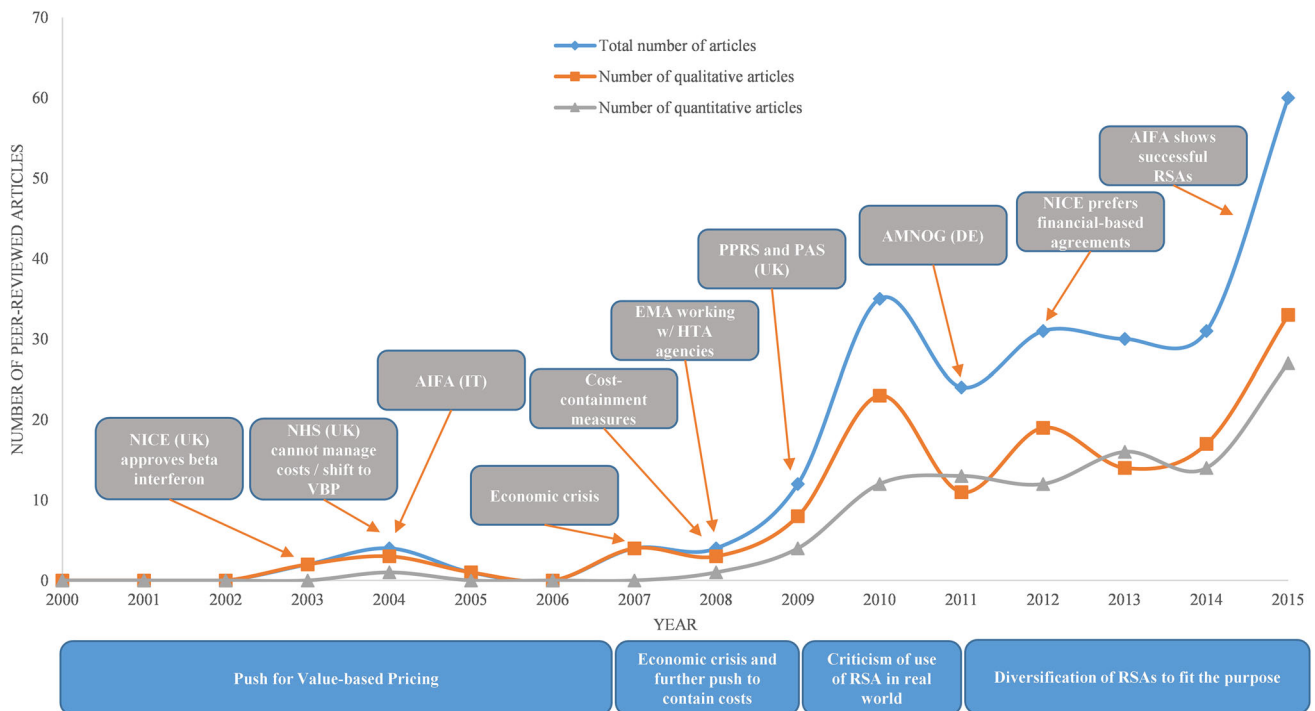 70
60
50
40
30
20
10
0
NUMBER OF PEER-REVIEWED ARTICLES
Total number of articles
Number of qualitative articles
Number of quantitative articles
NICE (UK)
approves beta
interferon
NHS (UK)
cannot manage
costs / shift to
VBP
AIFA (IT)
Economic crisis
Cost-
containment
measures
EMA working
w/ HTA
agencies
PPRS and PAS
(UK)
AMNOG (DE)
NICE prefers
financial-based
agreements
AIFA shows
successful
RSAs
2000 2001 2002 2003 2004 2005 2006 2007 2008 2009 2010 2011 2012 2013 2014 2015
YEAR
Push for Value-based Pricing
Economic crisis and
further push to
contain costs
Criticism of use
of RSA in real
world
Diversification of RSAs to fit the purpose